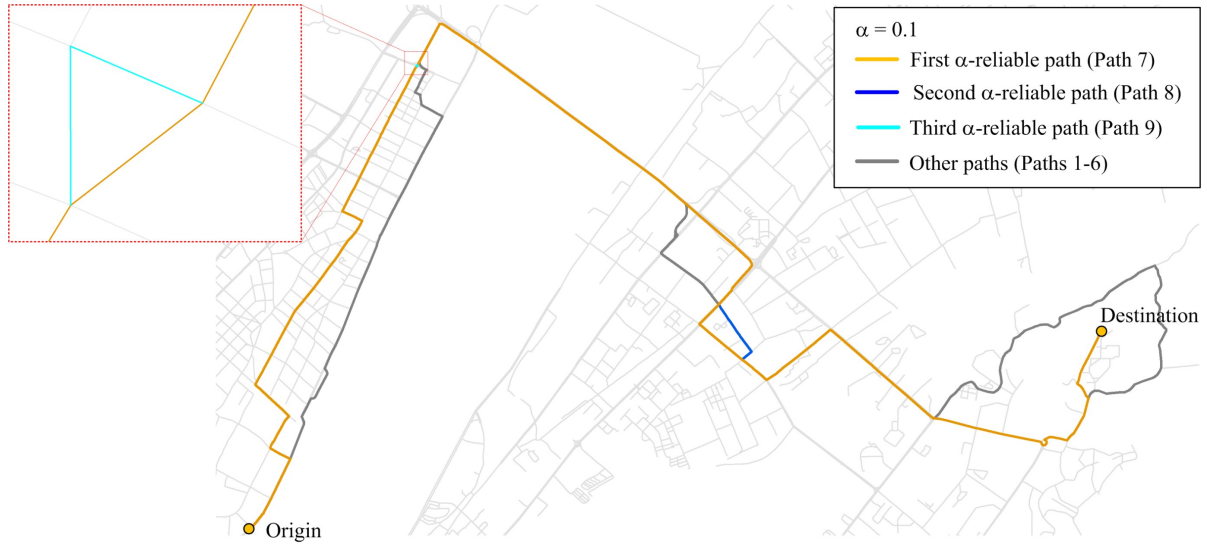 α = 0.1
First α-reliable path (Path 7)
Second α-reliable path (Path 8)
Third α-reliable path (Path 9)
Other paths (Paths 1-6)
Destination
Origin